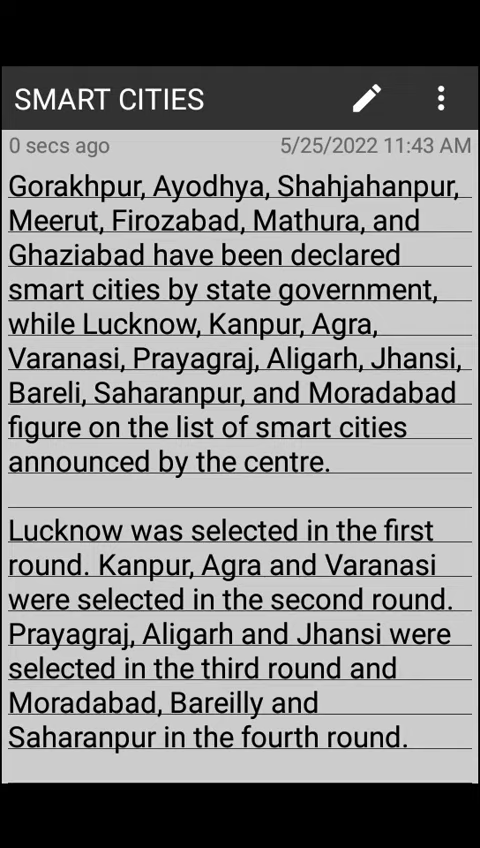 SMART CITIES
0 secs ago 5/25/2022 11:43 AM
Gorakhpur, Ayodhya, Shahjahanpur,
Meerut, Firozabad, Mathura, and
Ghaziabad have been declared
smart cities by state government,
while Lucknow, Kanpur, Agra,
Varanasi, Prayagraj, Aligarh, Jhansi,
Bareli, Saharanpur, and Moradabad
figure on the list of smart cities
announced by the centre.
Lucknow was selected in the first
round. Kanpur, Agra and Varanasi
were selected in the second round.
Prayagraj, Aligarh and Jhansi were
selected in the third round and
Moradabad, Bareilly and
Saharanpur in the fourth round.